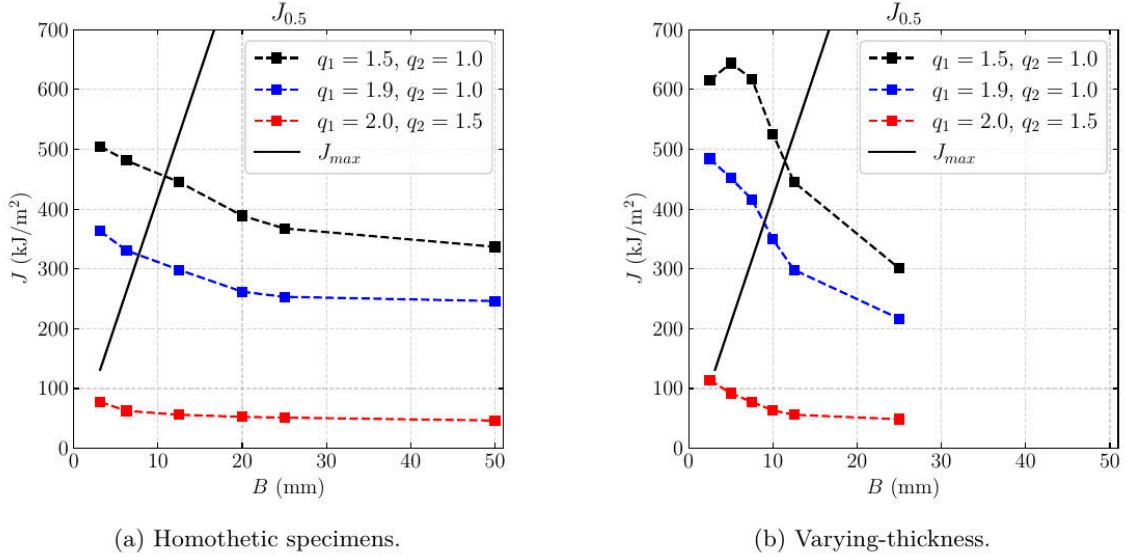 J0.5
700
600
500
400
300
200
100
0
J (kJ/m²)
q1 = 1.5, q2 = 1.0
q1 = 1.9, q2 = 1.0
q1 = 2.0, q2 = 1.5
Jmax
0 10 20 30 40 50
B (mm)
(a) Homothetic specimens.
J0.5
700
600
500
400
300
200
100
0
J (kJ/m²)
q1 = 1.5, q2 = 1.0
q1 = 1.9, q2 = 1.0
q1 = 2.0, q2 = 1.5
Jmax
0 10 20 30 40 50
B (mm)
(b) Varying-thickness.